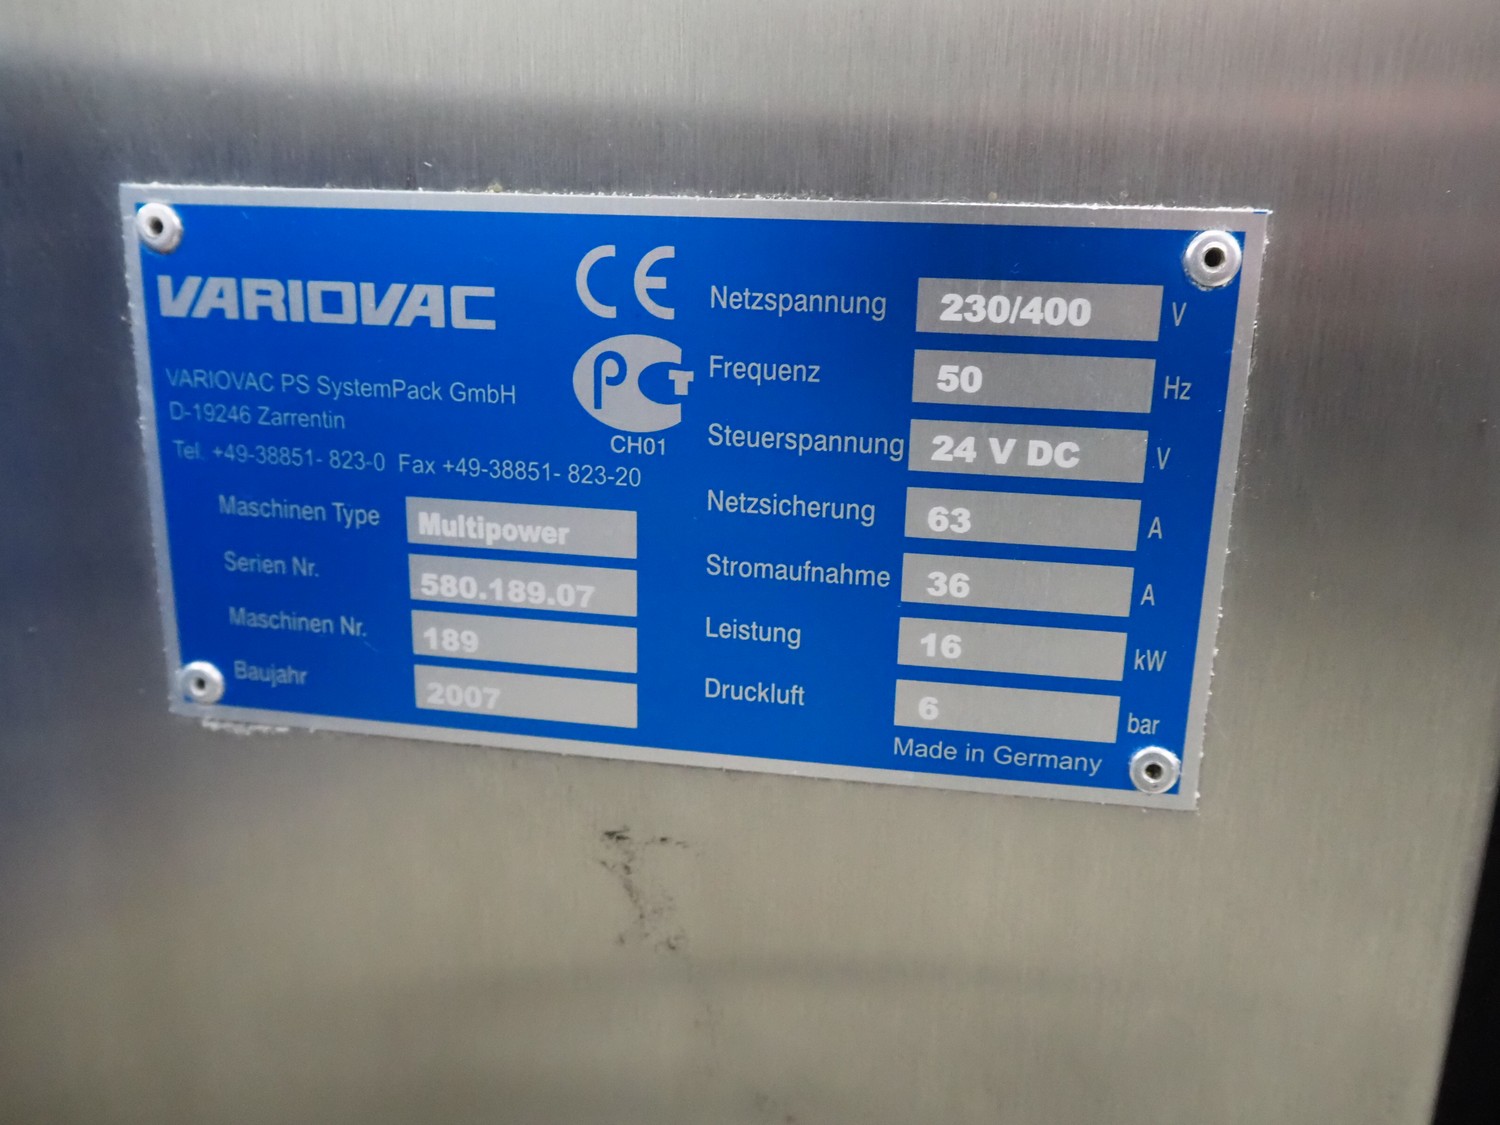 VARIOVAC
VARIOVAC PS SystemPack GmbH
D-19246 Zarrentin
Tel. +49-38851- 823-0 Fax +49-38851- 823-20
Maschinen Type Multipower
Serien Nr. 580.189.07
Maschinen Nr. 189
Baujahr 2007
CE
PCT
CH01
Netzspannung 230/400 V
Frequenz 50 Hz
Steuerspannung 24 V DC V
Netzsicherung 63 A
Stromaufnahme 36 A
Leistung 16 kW
Druckluft 6 bar
Made in Germany